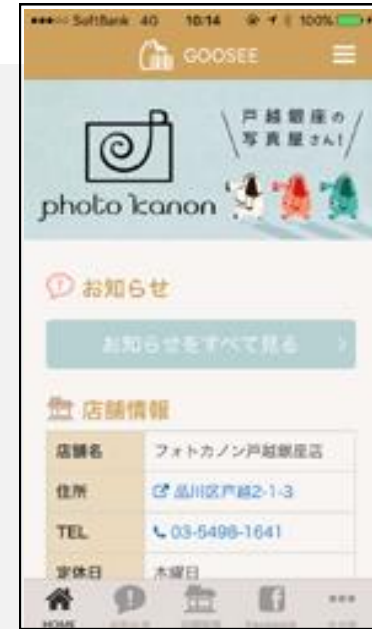 SoftBank 4G 10:14 100%
GOOSEE
戸越銀座の
写真屋さん!
photo kanon
お知らせ
お知らせをすべて見る
店舗情報
店舗名 フォトカノン戸越銀座店
住所 品川区戸越2-1-3
TEL 03-5498-1641
定休日 木曜日
HOME